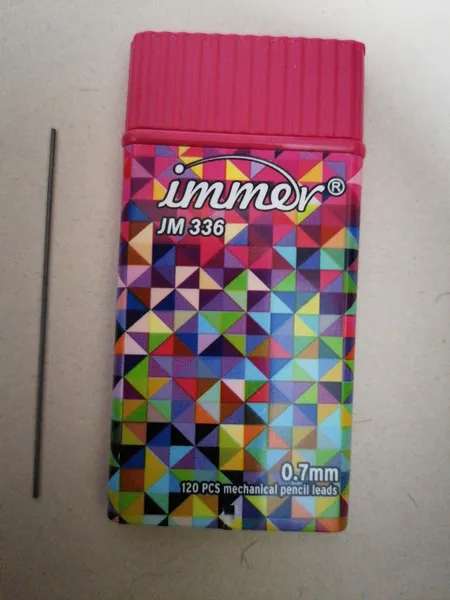 immer®
JM 336
0.7mm
120 PCS mechanical pencil leads